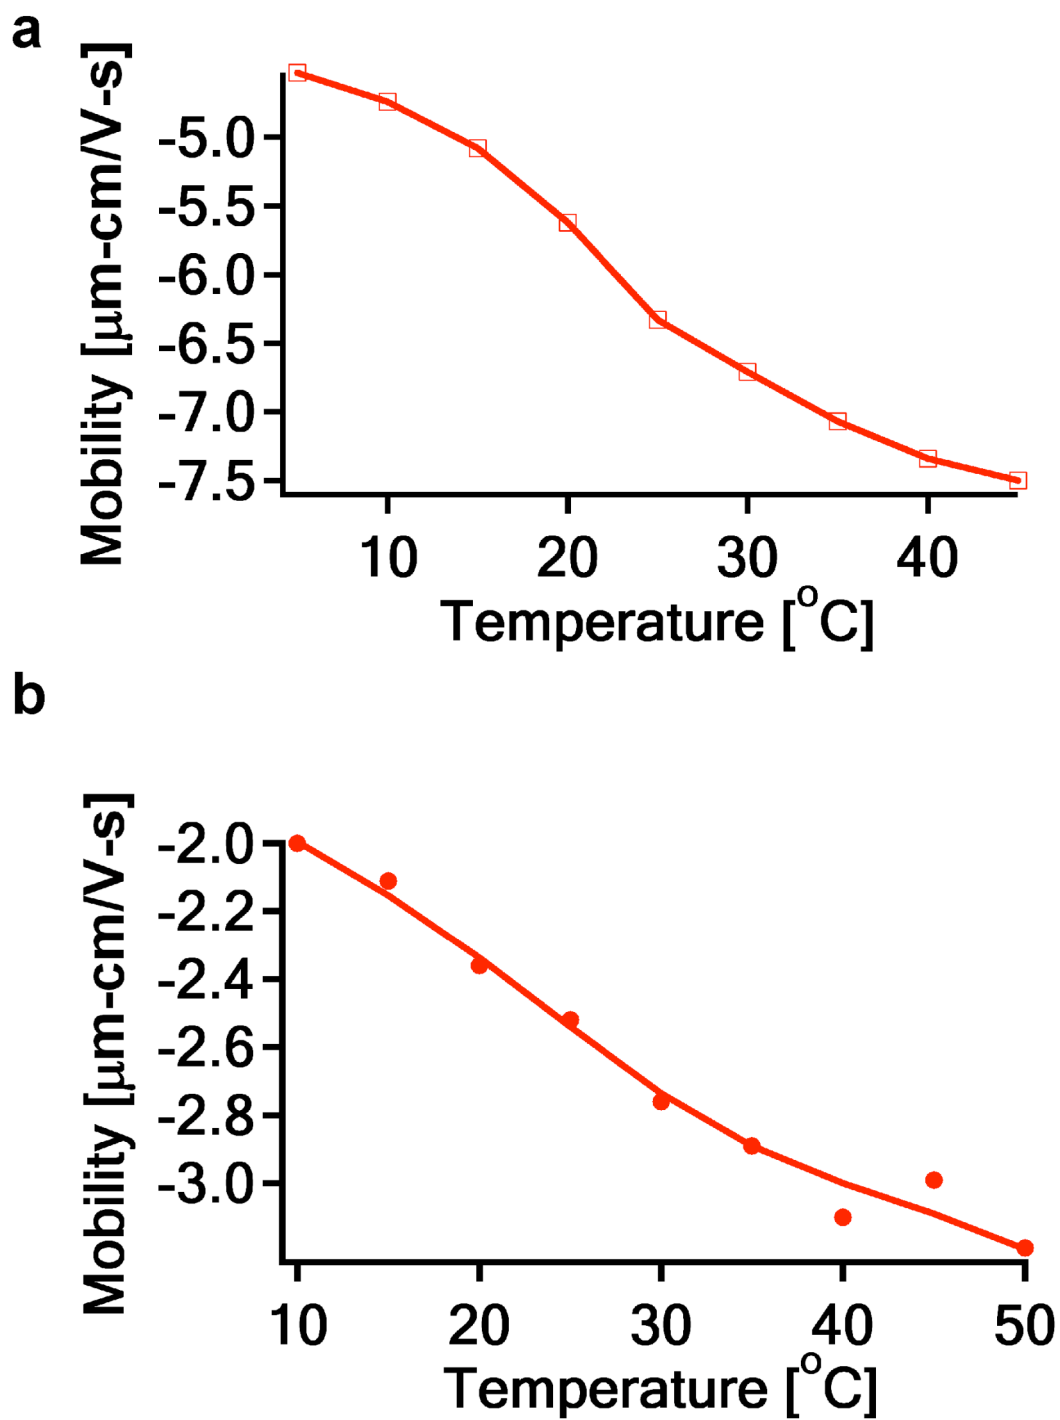 a
Mobility [μm-cm/V-s]
-5.0
-5.5
-6.0
-6.5
-7.0
-7.5
10 20 30 40
Temperature [°C]
b
Mobility [μm-cm/V-s]
-2.0
-2.2
-2.4
-2.6
-2.8
-3.0
10 20 30 40 50
Temperature [°C]